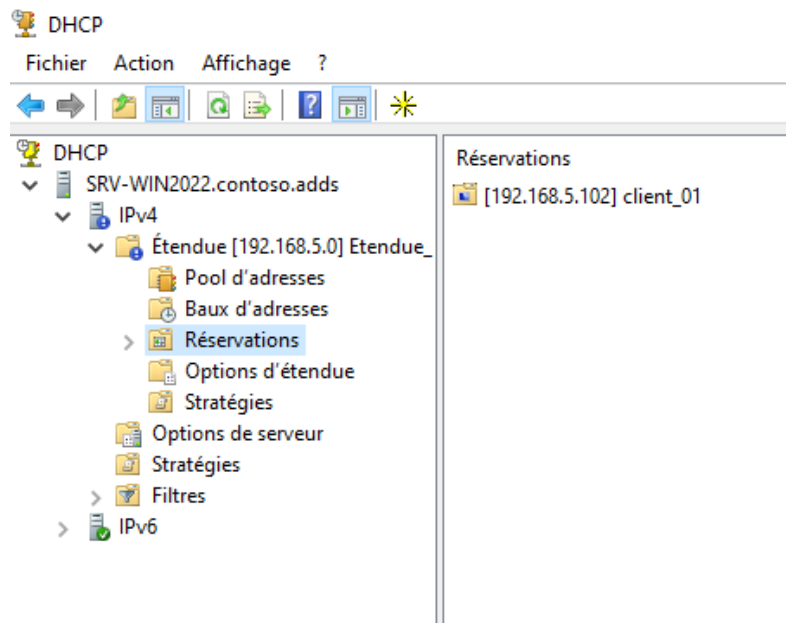 DHCP
Fichier Action Affichage ?
DHCP
SRV-WIN2022.contoso.adds
IPv4
Étendue [192.168.5.0] Etendue_
Pool d'adresses
Baux d'adresses
Réservations
Options d'étendue
Stratégies
Options de serveur
Stratégies
Filtres
IPv6
Réservations
[192.168.5.102] client_01